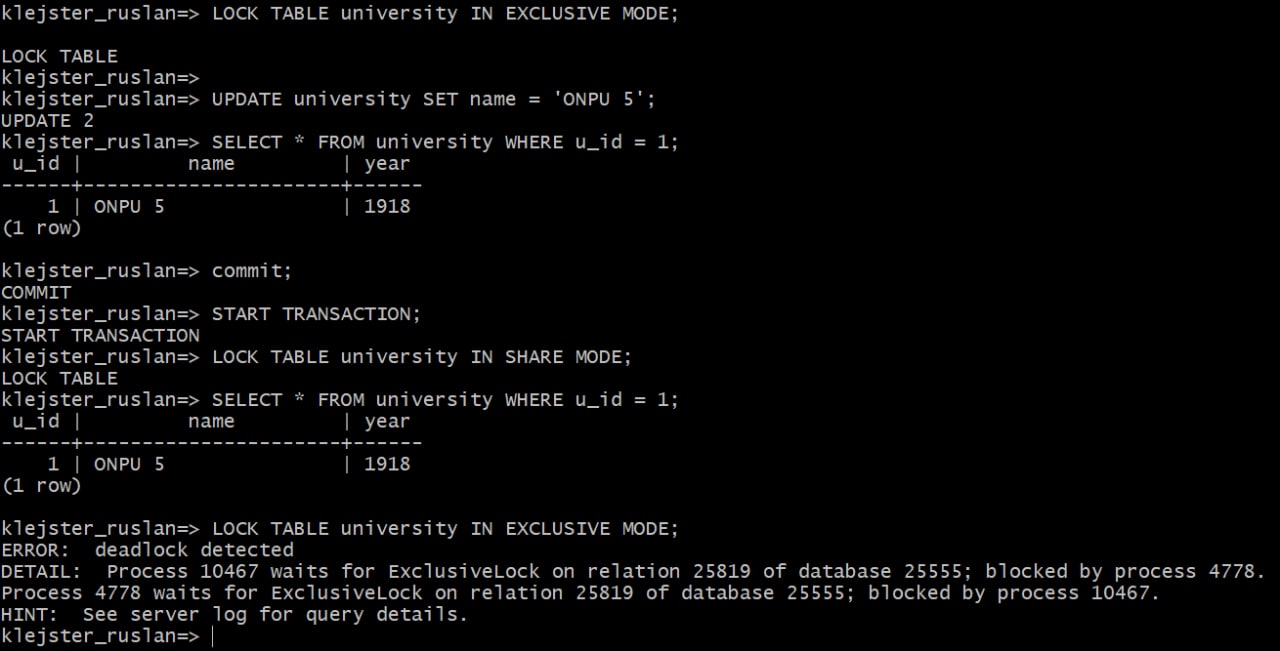 klejster_ruslan=> LOCK TABLE university IN EXCLUSIVE MODE;
LOCK TABLE
klejster_ruslan=>
klejster_ruslan=> UPDATE university SET name = 'ONPU 5';
UPDATE 2
klejster_ruslan=> SELECT * FROM university WHERE u_id = 1;
 u_id |         name         | year
------+----------------------+------
    1 | ONPU 5               | 1918
(1 row)
klejster_ruslan=> commit;
COMMIT
klejster_ruslan=> START TRANSACTION;
START TRANSACTION
klejster_ruslan=> LOCK TABLE university IN SHARE MODE;
LOCK TABLE
klejster_ruslan=> SELECT * FROM university WHERE u_id = 1;
 u_id |         name         | year
------+----------------------+------
    1 | ONPU 5               | 1918
(1 row)
klejster_ruslan=> LOCK TABLE university IN EXCLUSIVE MODE;
ERROR:  deadlock detected
DETAIL:  Process 10467 waits for ExclusiveLock on relation 25819 of database 25555; blocked by process 4778.
Process 4778 waits for ExclusiveLock on relation 25819 of database 25555; blocked by process 10467.
HINT:  See server log for query details.
klejster_ruslan=>